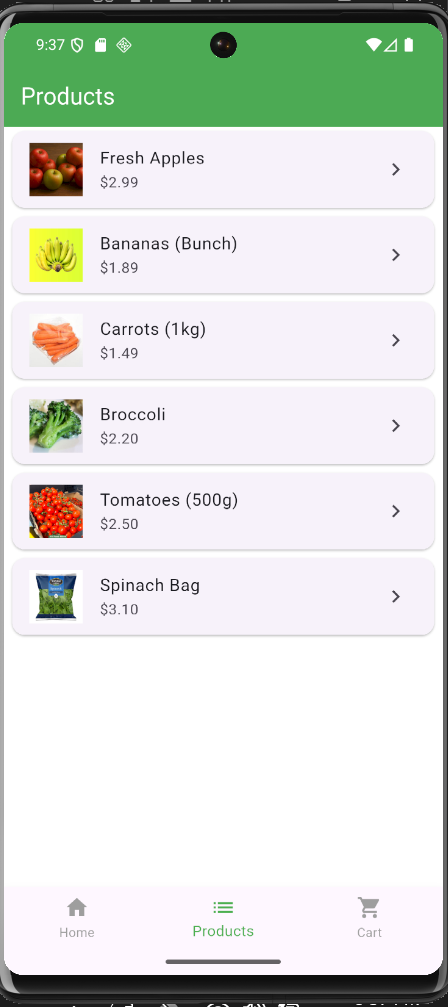 9:37
Products
Fresh Apples
$2.99
Bananas (Bunch)
$1.89
Carrots (1kg)
$1.49
Broccoli
$2.20
Tomatoes (500g)
$2.50
Spinach Bag
$3.10
Home
Products
Cart